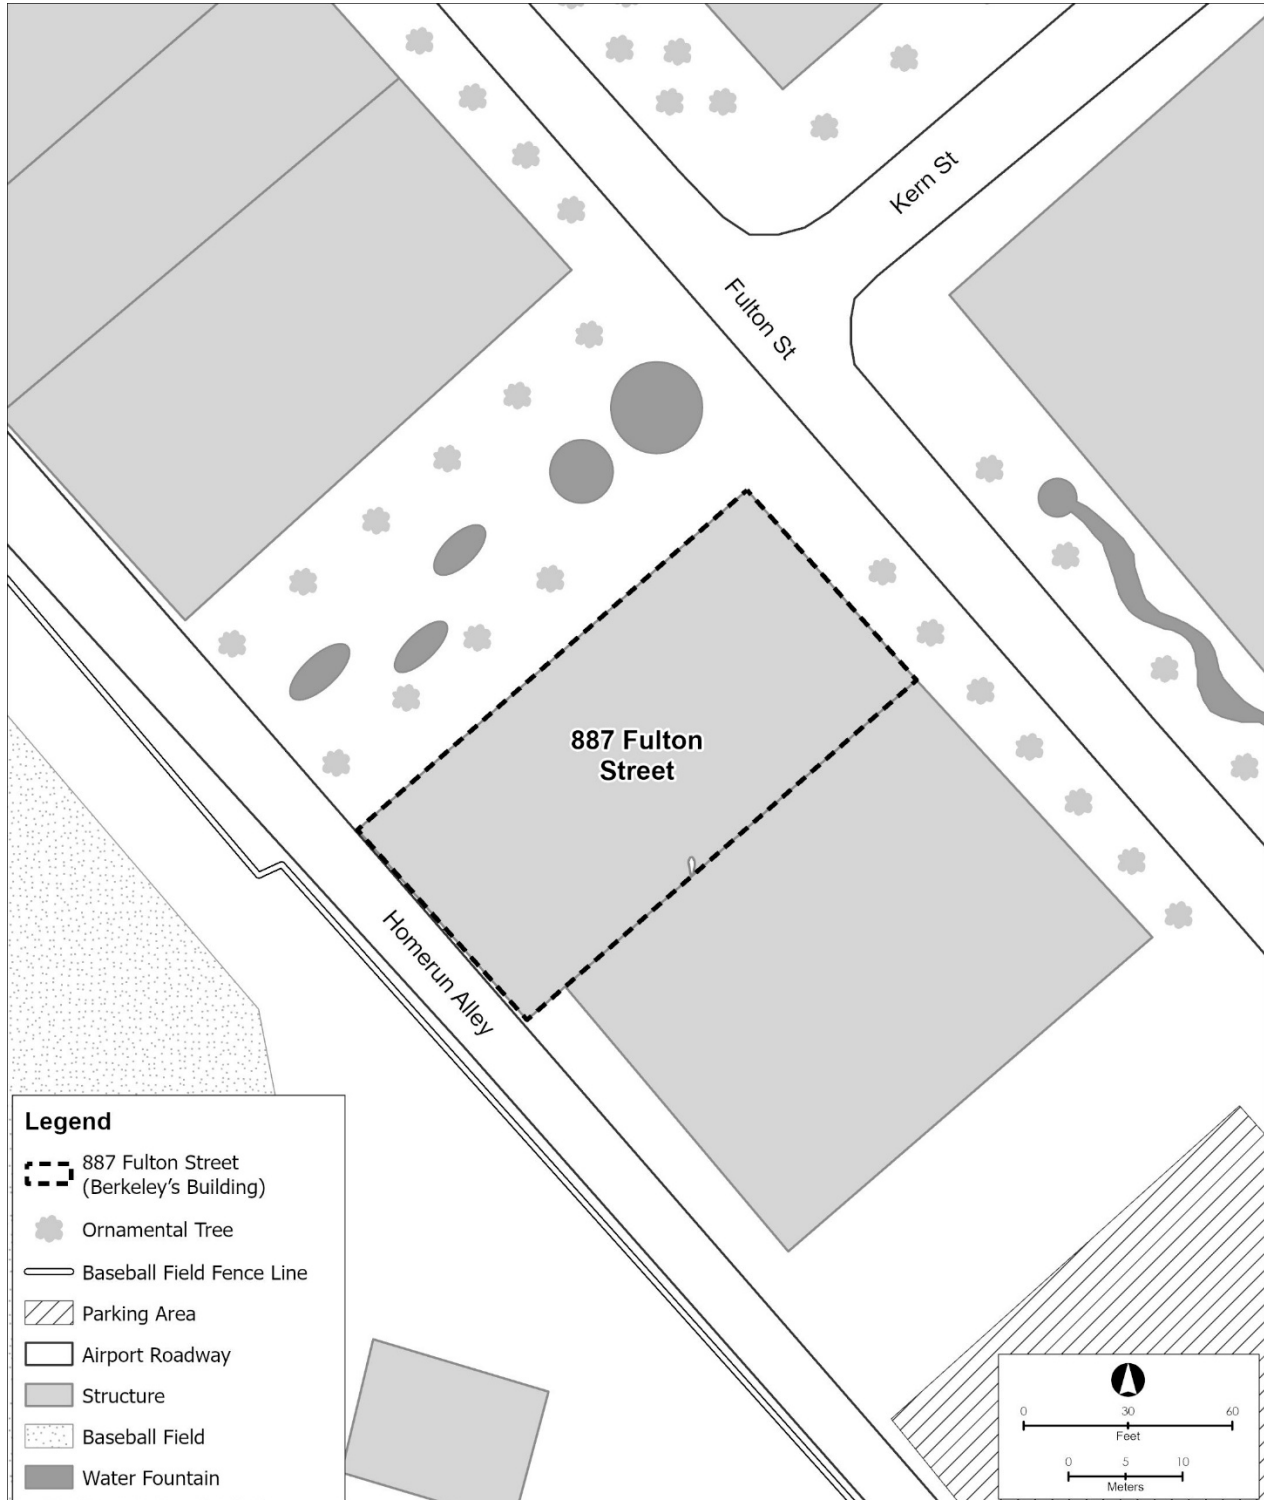 Kern St
Fulton St
887 Fulton
Street
Homerun Alley
Legend
887 Fulton Street
(Berkeley’s Building)
Ornamental Tree
Baseball Field Fence Line
Parking Area
Airport Roadway
Structure
Baseball Field
Water Fountain
0 30 60
Feet
0 5 10
Meters